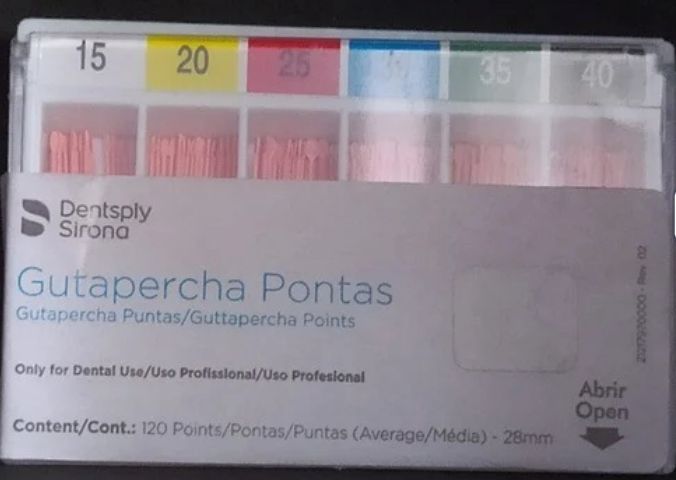 15 20 25 30 35 40
Dentsply
Sirona
Gutapercha Pontas
Gutapercha Puntas/Guttapercha Points
Only for Dental Use/Uso Profissional/Uso Profesional
Abrir
Open
Content/Cont.: 120 Points/Pontas/Puntas (Average/Média) - 28mm